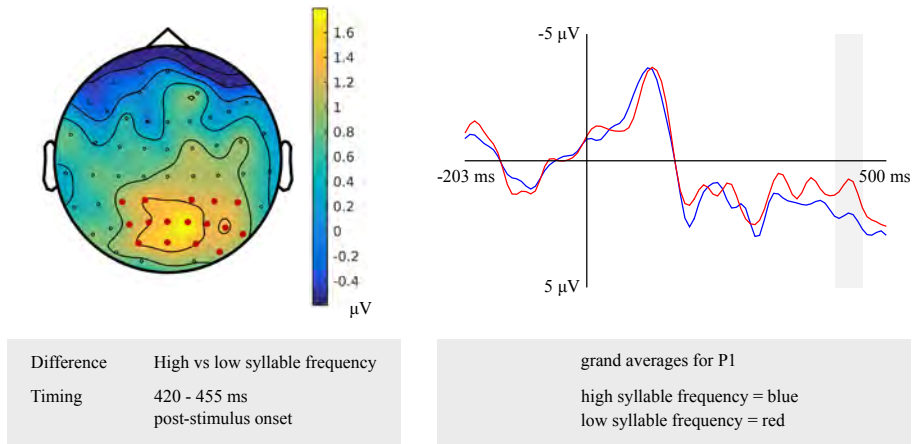 1.6
1.4
1.2
1
0.8
0.6
0.4
0.2
0
-0.2
-0.4
μV
-5 μV
-203 ms
500 ms
5 μV
Difference High vs low syllable frequency
Timing 420 - 455 ms
post-stimulus onset
grand averages for P1
high syllable frequency = blue
low syllable frequency = red